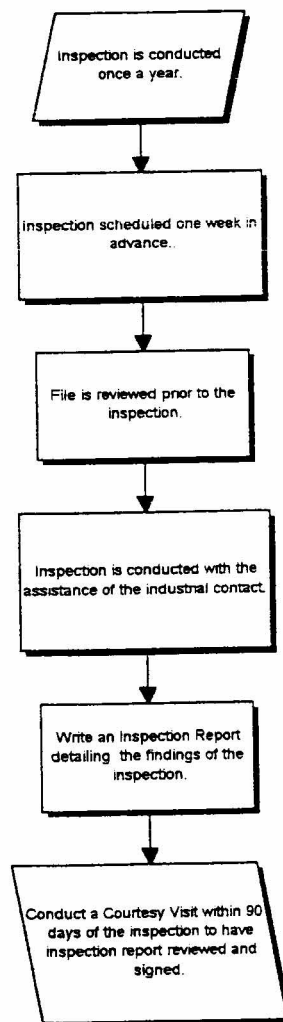 Inspection is conducted
once a year.
Inspection scheduled one week in
advance..
File is reviewed prior to the
inspection.
Inspection is conducted with the
assistance of the industrial contact.
Write an Inspection Report
detailing the findings of the
inspection.
Conduct a Courtesy Visit within 90
days of the inspection to have
inspection report reviewed and
signed.